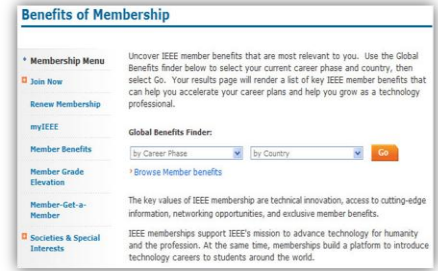 Benefits of Membership
Membership Menu
Join Now
Renew Membership
myIEEE
Member Benefits
Member Grade
Elevation
Member-Get-a-
Member
Societies & Special
Interests
Uncover IEEE member benefits that are most relevant to you. Use the Global
Benefits finder below to select your current career phase and country, then
select Go. Your results page will render a list of key IEEE member benefits that
can help you accelerate your career plans and help you grow as a technology
professional.
Global Benefits Finder:
by Career Phase by Country Go
Browse Member benefits
The key values of IEEE membership are technical innovation, access to cutting-edge
information, networking opportunities, and exclusive member benefits.
IEEE memberships support IEEE's mission to advance technology for humanity
and the profession. At the same time, memberships build a platform to introduce
technology careers to students around the world.